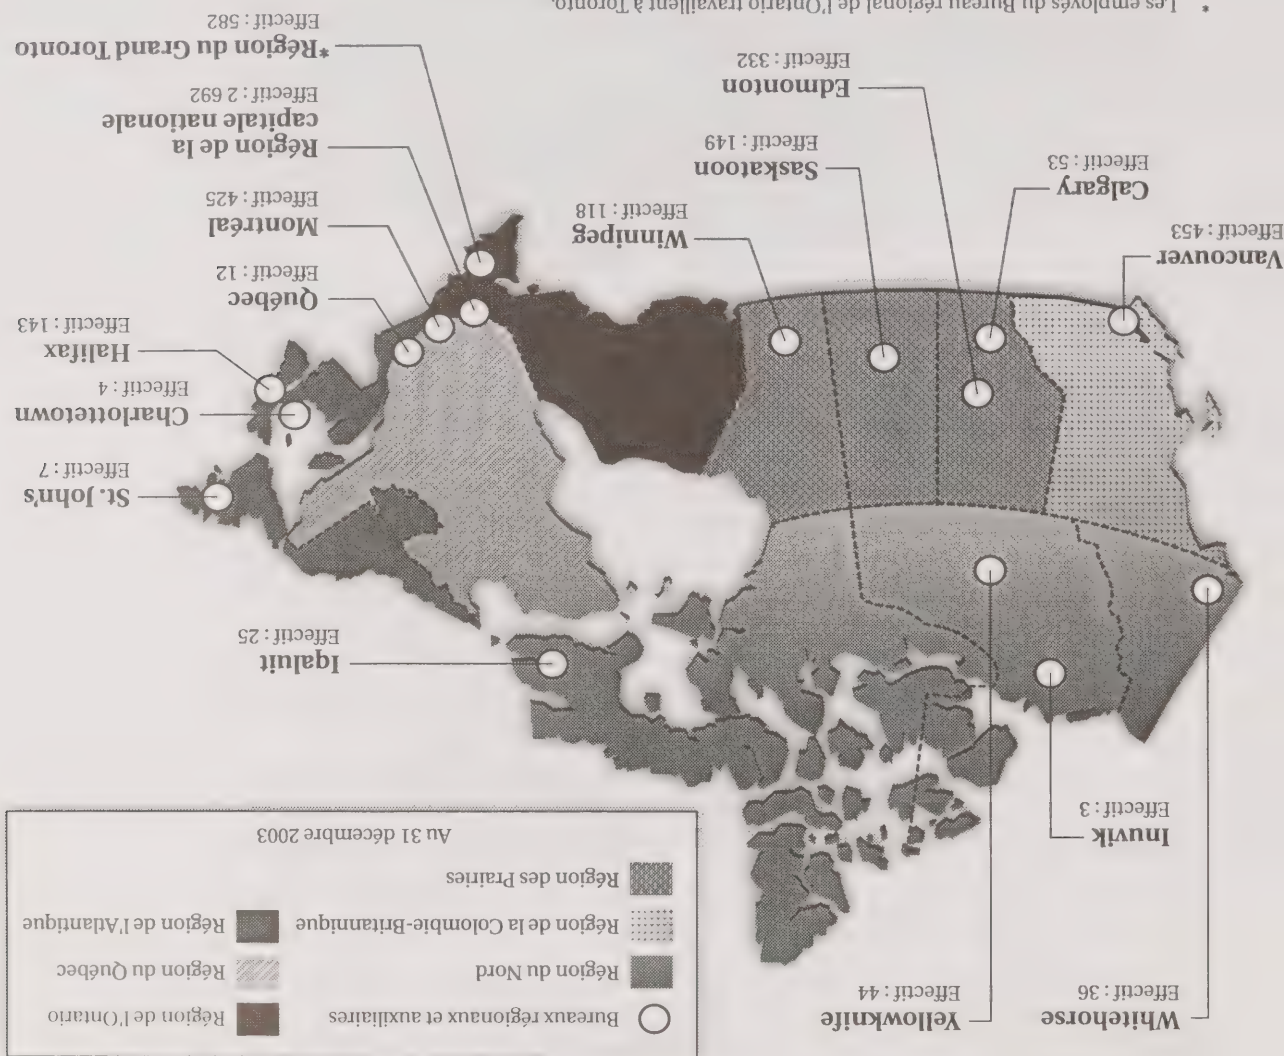 Whitehorse
Effectif : 36
Yellowknife
Effectif : 44
Bureaux régionaux et auxiliaires
Région du Nord
Région de la Colombie-Britannique
Région des Prairies
Région de l'Ontario
Région du Québec
Région de l'Atlantique
Au 31 décembre 2003
Inuvik
Effectif : 3
Iqaluit
Effectif : 25
St. John's
Effectif : 7
Charlottetown
Effectif : 4
Halifax
Effectif : 143
Québec
Effectif : 12
Montréal
Effectif : 425
Région de la
capitale nationale
Effectif : 2 692
*Région du Grand Toronto
Effectif : 582
Vancouver
Effectif : 453
Calgary
Effectif : 53
Edmonton
Effectif : 332
Saskatoon
Effectif : 149
Winnipeg
Effectif : 118
* Les employés du Bureau régional de l'Ontario travaillent à Toronto.